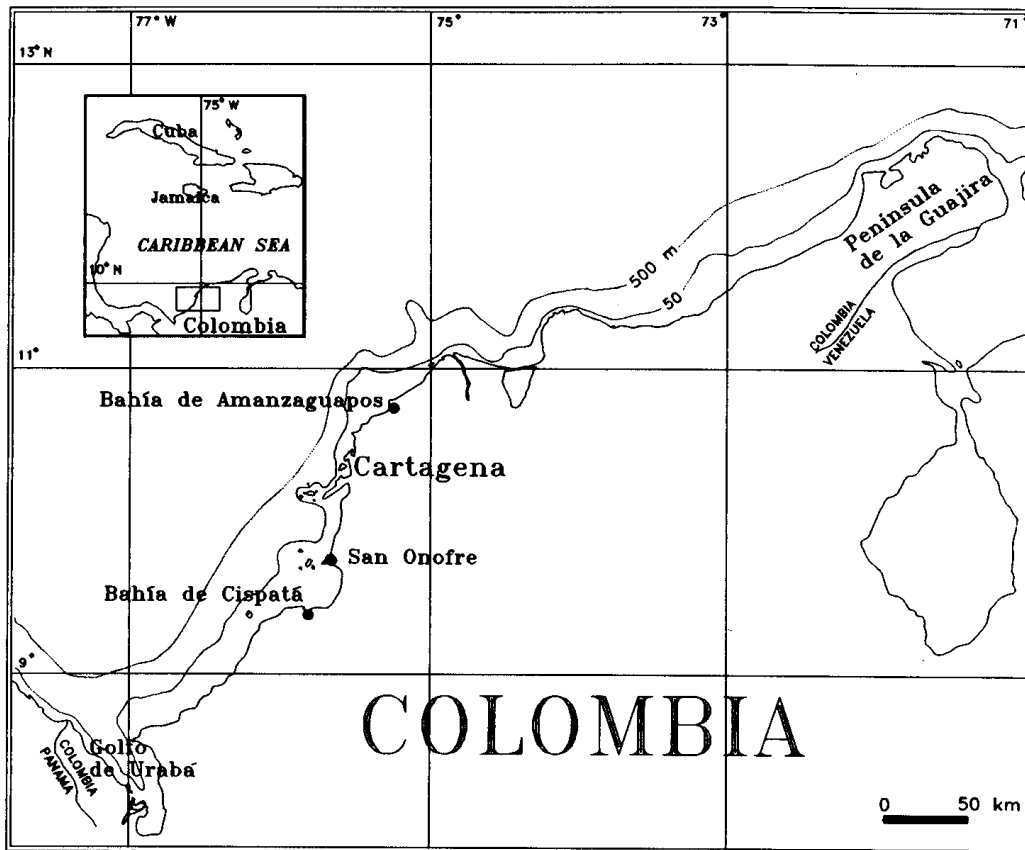 77° W
75°
73°
71°
13° N
75° W
Cuba
Jamaica
CARIBBEAN SEA
10° N
Colombia
Península
de la Guajira
500 m
50
COLOMBIA
VENEZUELA
11°
Bahía de Amanzaguapos
Cartagena
San Onofre
Bahía de Cispatá
9°
COLOMBIA
Golfo
de Urabá
COLOMBIA
PANAMA
0 50 km